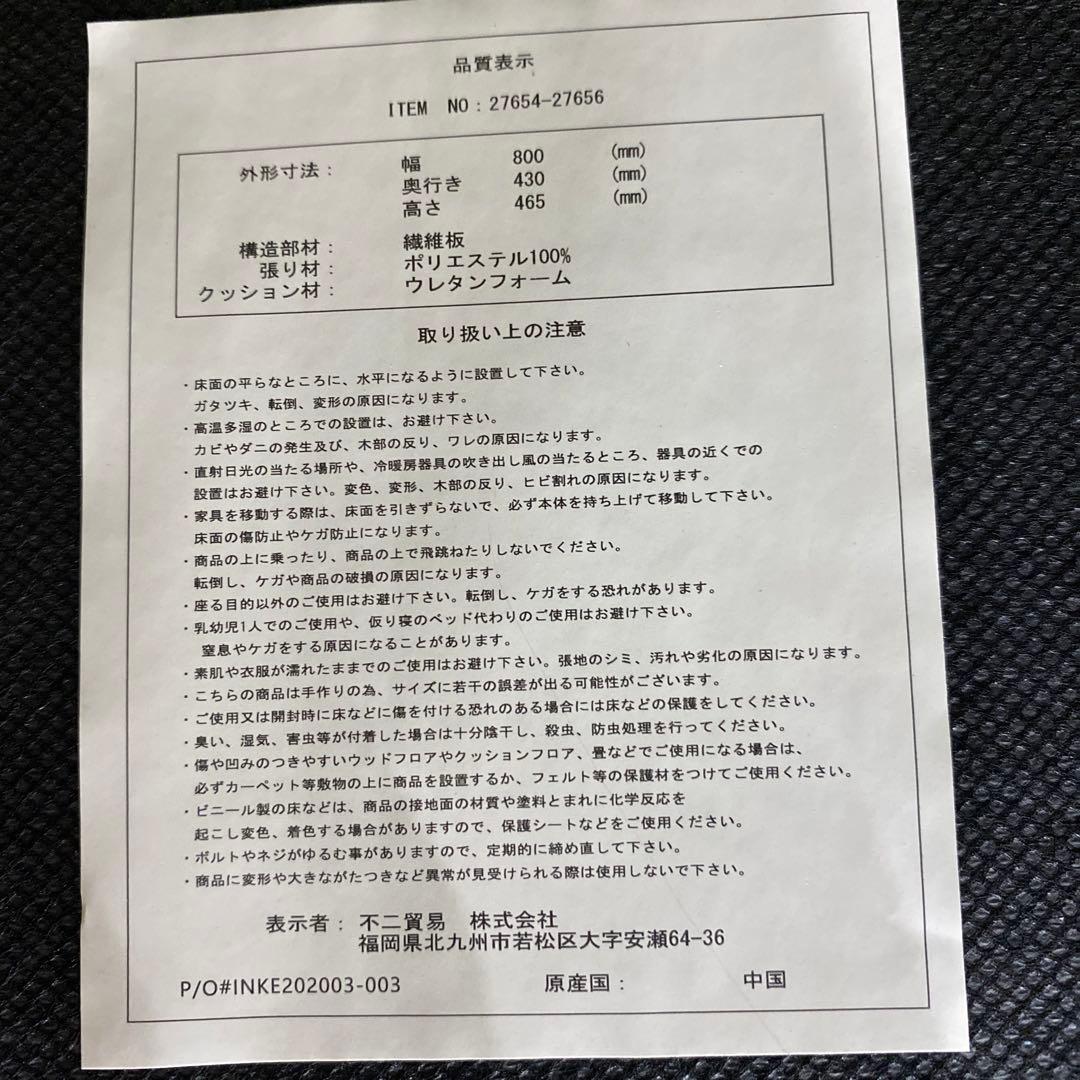 品質表示
ITEM NO：27654-27656
外形寸法： 幅 800 (mm)
奥行き 430 (mm)
高さ 465 (mm)
構造部材： 繊維板
張り材： ポリエステル100%
クッション材： ウレタンフォーム
取り扱い上の注意
・床面の平らなところに、水平になるように設置して下さい。
ガタツキ、転倒、変形の原因になります。
・高温多湿のところでの設置は、お避け下さい。
カビやダニの発生及び、木部の反り、ワレの原因になります。
・直射日光の当たる場所や、冷暖房器具の吹き出し風の当たるところ、器具の近くでの
設置はお避け下さい。変色、変形、木部の反り、ヒビ割れの原因になります。
・家具を移動する際は、床面を引きずらないで、必ず本体を持ち上げて移動して下さい。
床面の傷防止やケガ防止になります。
・商品の上に乗ったり、商品の上で飛跳ねたりしないでください。
転倒し、ケガや商品の破損の原因になります。
・座る目的以外のご使用はお避け下さい。転倒し、ケガをする恐れがあります。
・乳幼児1人でのご使用や、仮り寝のベッド代わりのご使用はお避け下さい。
窒息やケガをする原因になることがあります。
・素肌や衣服が濡れたままでのご使用はお避け下さい。張地のシミ、汚れや劣化の原因になります。
・こちらの商品は手作りの為、サイズに若干の誤差が出る可能性がございます。
・ご使用又は開封時に床などに傷を付ける恐れのある場合には床などの保護をしてください。
・臭い、湿気、害虫等が付着した場合は十分陰干し、殺虫、防虫処理を行ってください。
・傷や凹みのつきやすいウッドフロアやクッションフロア、畳などでご使用になる場合は、
必ずカーペット等敷物の上に商品を設置するか、フェルト等の保護材をつけてご使用ください。
・ビニール製の床などは、商品の接地面の材質や塗料とまれに化学反応を
起こし変色、着色する場合がありますので、保護シートなどをご使用ください。
・ボルトやネジがゆるむ事がありますので、定期的に締め直して下さい。
・商品に変形や大きながたつきなど異常が見受けられる際は使用しないで下さい。
表示者： 不二貿易 株式会社
福岡県北九州市若松区大字安瀬64-36
P/O#INKE202003-003 原産国： 中国